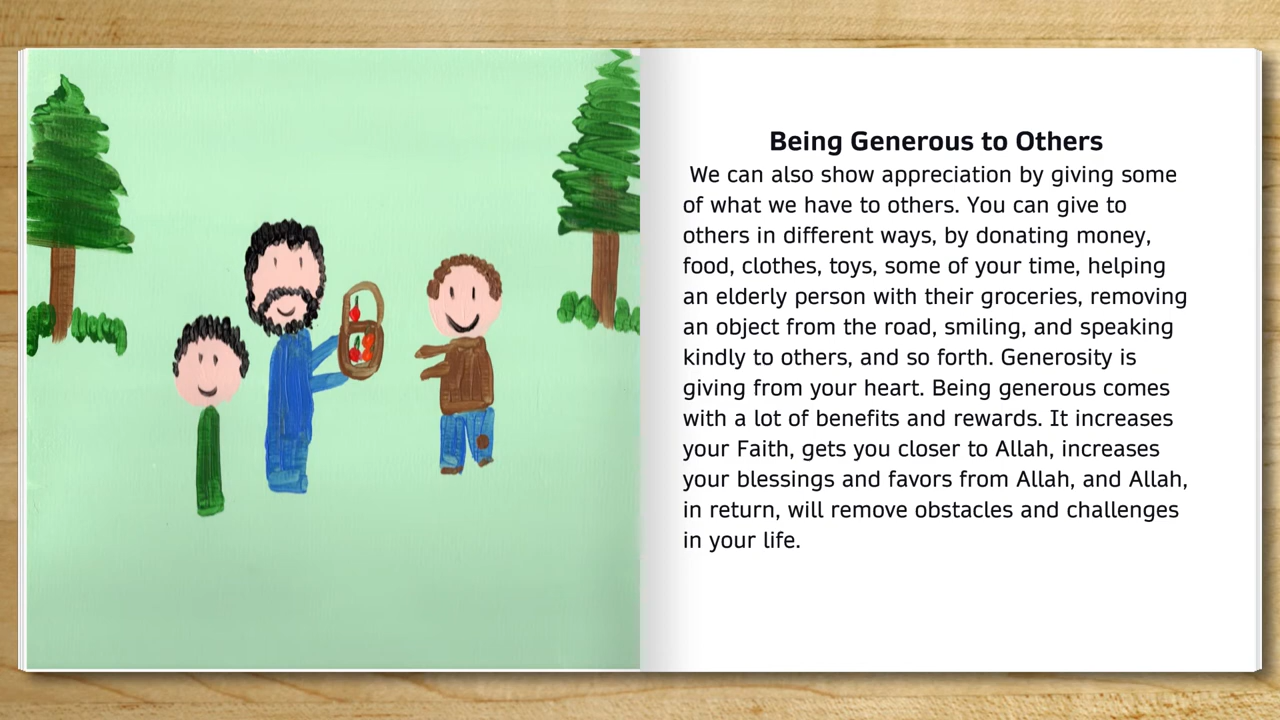 Being Generous to Others
We can also show appreciation by giving some
of what we have to others. You can give to
others in different ways, by donating money,
food, clothes, toys, some of your time, helping
an elderly person with their groceries, removing
an object from the road, smiling, and speaking
kindly to others, and so forth. Generosity is
giving from your heart. Being generous comes
with a lot of benefits and rewards. It increases
your Faith, gets you closer to Allah, increases
your blessings and favors from Allah, and Allah,
in return, will remove obstacles and challenges
in your life.